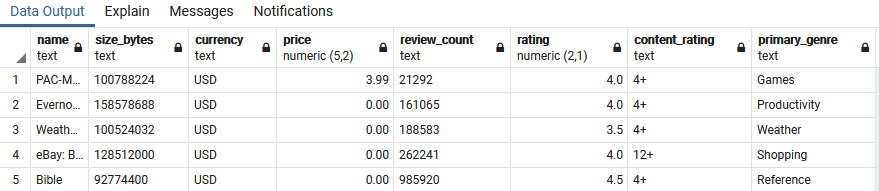 Data Output Explain Messages Notifications
name size_bytes currency price review_count rating content_rating primary_genre
text text text numeric (5,2) text numeric (2,1) text text
1 PAC-M... 100788224 USD 3.99 21292 4.0 4+ Games
2 Everno... 158578688 USD 0.00 161065 4.0 4+ Productivity
3 Weath... 100524032 USD 0.00 188583 3.5 4+ Weather
4 eBay: B... 128512000 USD 0.00 262241 4.0 12+ Shopping
5 Bible 92774400 USD 0.00 985920 4.5 4+ Reference